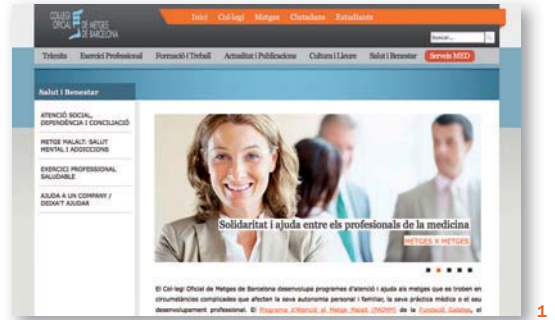 COL·LEGI
OFICIAL DE METGES
DE BARCELONA
Inici Col·legi Metges Ciutadans Estudiants
buscar...
Tràmits Exercici Professional Formació i Treball Actualitat i Publicacions Cultura i Lleure Salut i Benestar Serveis MED
Salut i Benestar
ATENCIÓ SOCIAL,
DEPENDÈNCIA I CONCILIACIÓ
METGE MALALT: SALUT
MENTAL I ADDICCIONS
EXERCICI PROFESSIONAL
SALUDABLE
AJUDA A UN COMPANY /
DEIXA'T AJUDAR
Solidaritat i ajuda entre els profesionals de la medicina
METGES X METGES
El Col·legi Oficial de Metges de Barcelona desenvolupa programes d'atenció i ajuda als metges que es troben en
circumstàncies complicades que afecten la seva autonomia personal i familiar, la seva pràctica mèdica o el seu
desenvolupament professional. El Programa d'Atenció al Metge Malalt (PAIMM) de la Fundació Galatea, el
1